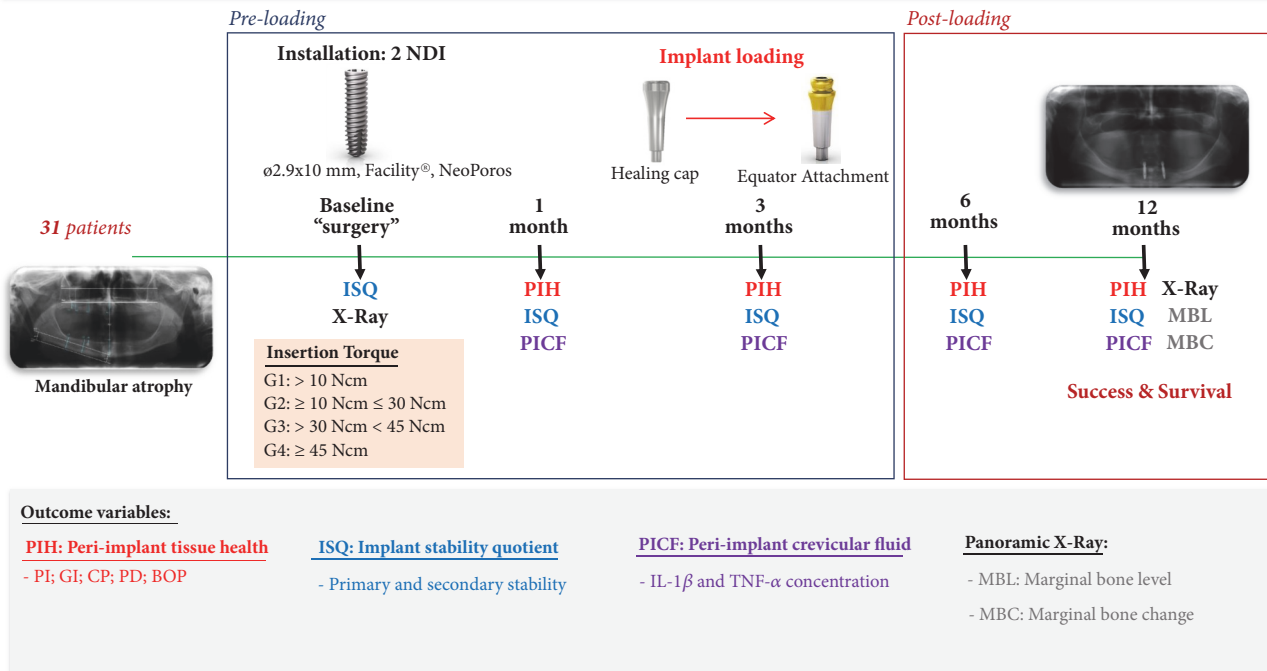 Pre-loading
Post-loading
Installation: 2 NDI
Implant loading
ø2.9x10 mm, Facility®, NeoPoros
Healing cap
Equator Attachment
31 patients
Mandibular atrophy
Baseline
“surgery”
1
month
3
months
6
months
12
months
ISQ
X-Ray
PIH
ISQ
PICF
PIH
ISQ
PICF
PIH
ISQ
PICF
PIH X-Ray
ISQ MBL
PICF MBC
Insertion Torque
G1: > 10 Ncm
G2: ≥ 10 Ncm ≤ 30 Ncm
G3: > 30 Ncm < 45 Ncm
G4: ≥ 45 Ncm
Success & Survival
Outcome variables:
PIH: Peri-implant tissue health
- PI; GI; CP; PD; BOP
ISQ: Implant stability quotient
- Primary and secondary stability
PICF: Peri-implant crevicular fluid
- IL-1β and TNF-α concentration
Panoramic X-Ray:
- MBL: Marginal bone level
- MBC: Marginal bone change